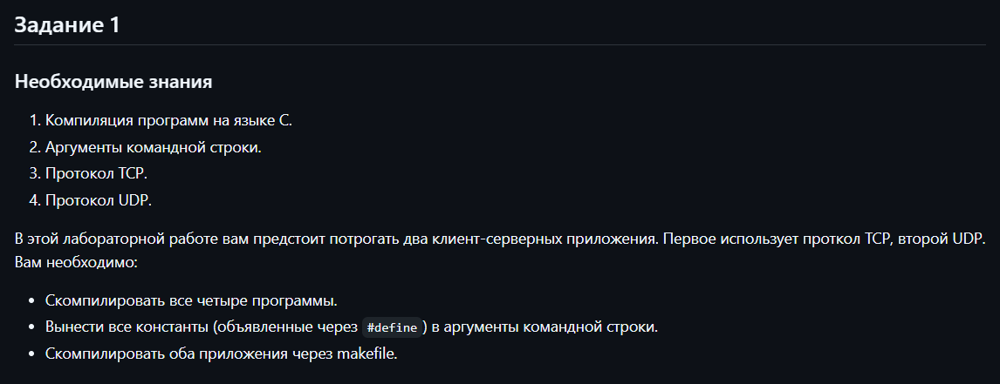 Задание 1
Необходимые знания
1. Компиляция программ на языке C.
2. Аргументы командной строки.
3. Протокол TCP.
4. Протокол UDP.
В этой лабораторной работе вам предстоит потрогать два клиент-серверных приложения. Первое использует проткол TCP, второй UDP.
Вам необходимо:
• Скомпилировать все четыре программы.
• Вынести все константы (объявленные через #define) в аргументы командной строки.
• Скомпилировать оба приложения через makefile.